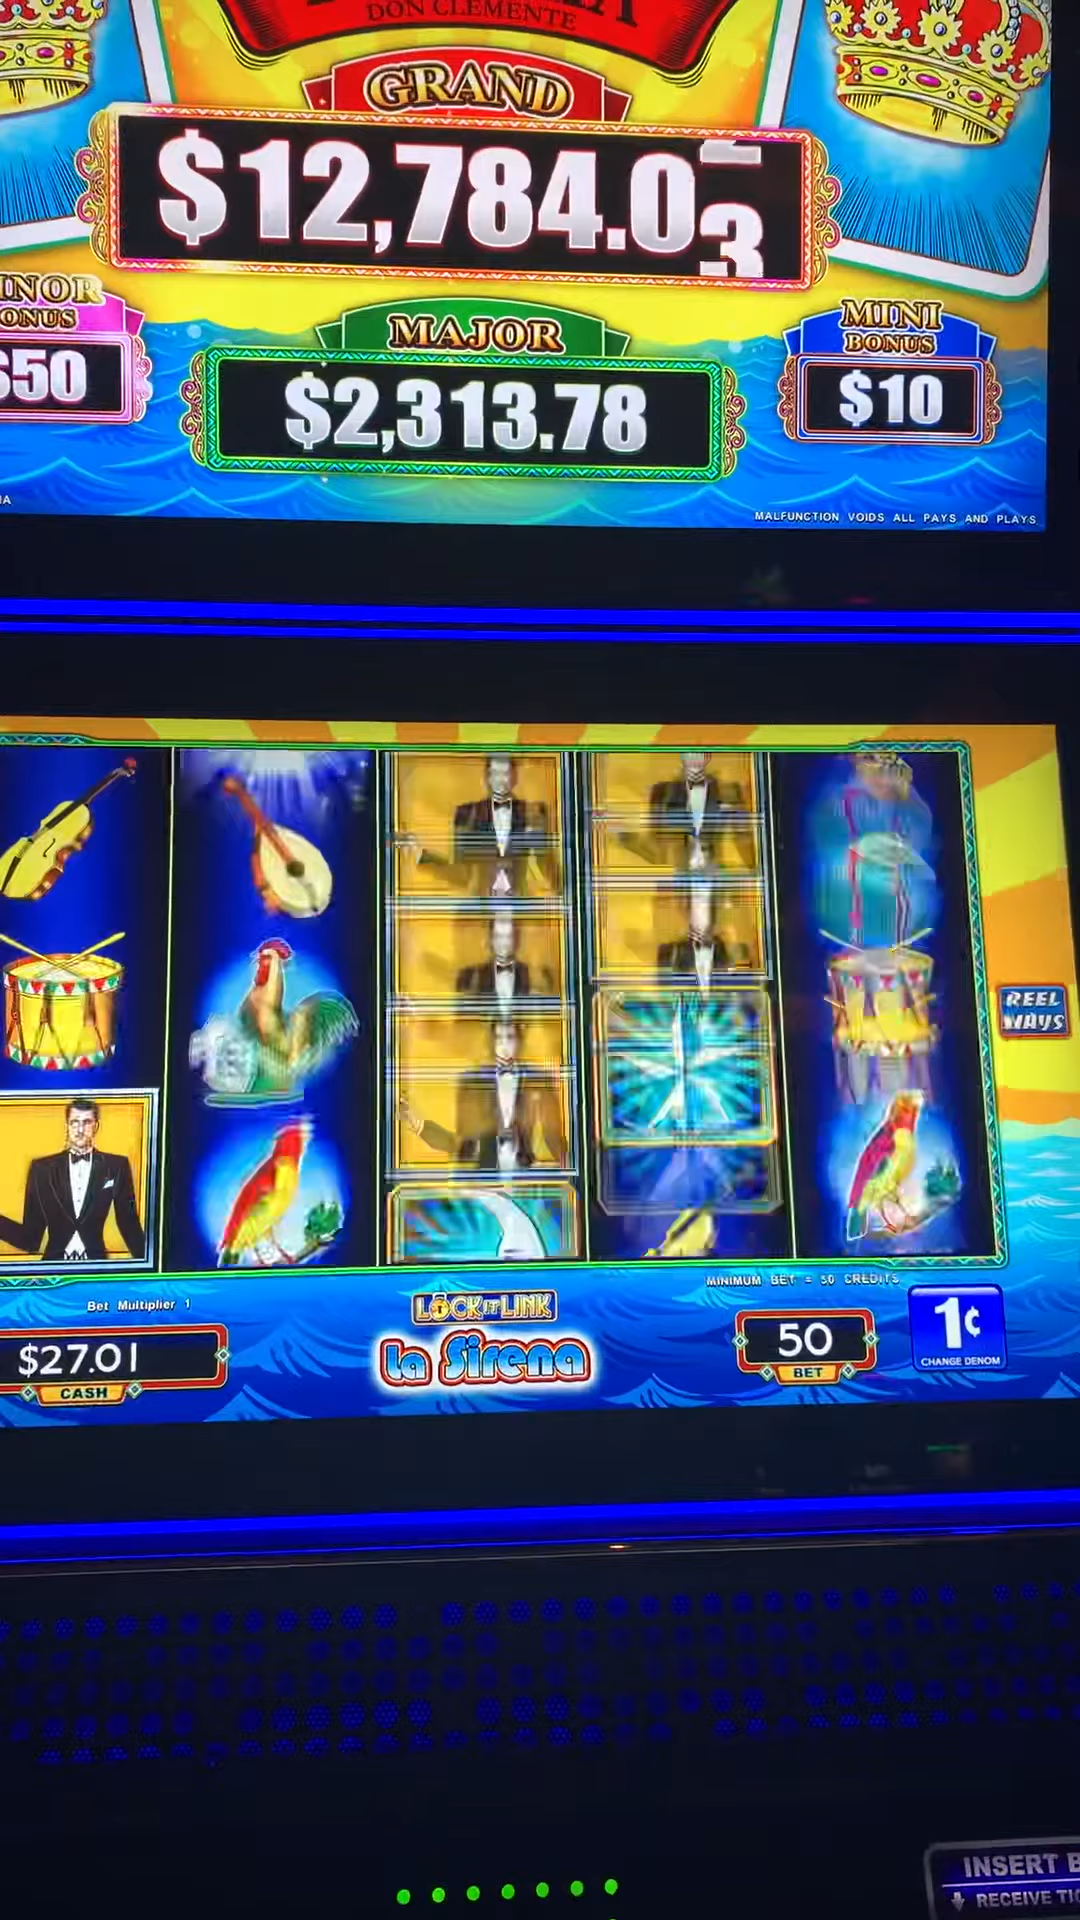 DON CLEMENTE
GRAND
$12,784.03
INOR
ONUS
$50
MAJOR
$2,313.78
MINI
BONUS
$10
MALFUNCTION VOIDS ALL PAYS AND PLAYS
REEL
WAYS
MINIMUM BET = 50 CREDITS
Bet Multiplier 1
$27.01
CASH
LOCK IT LINK
La Sirena
50
BET
1¢
CHANGE DENOM
INSERT B
RECEIVE TIC